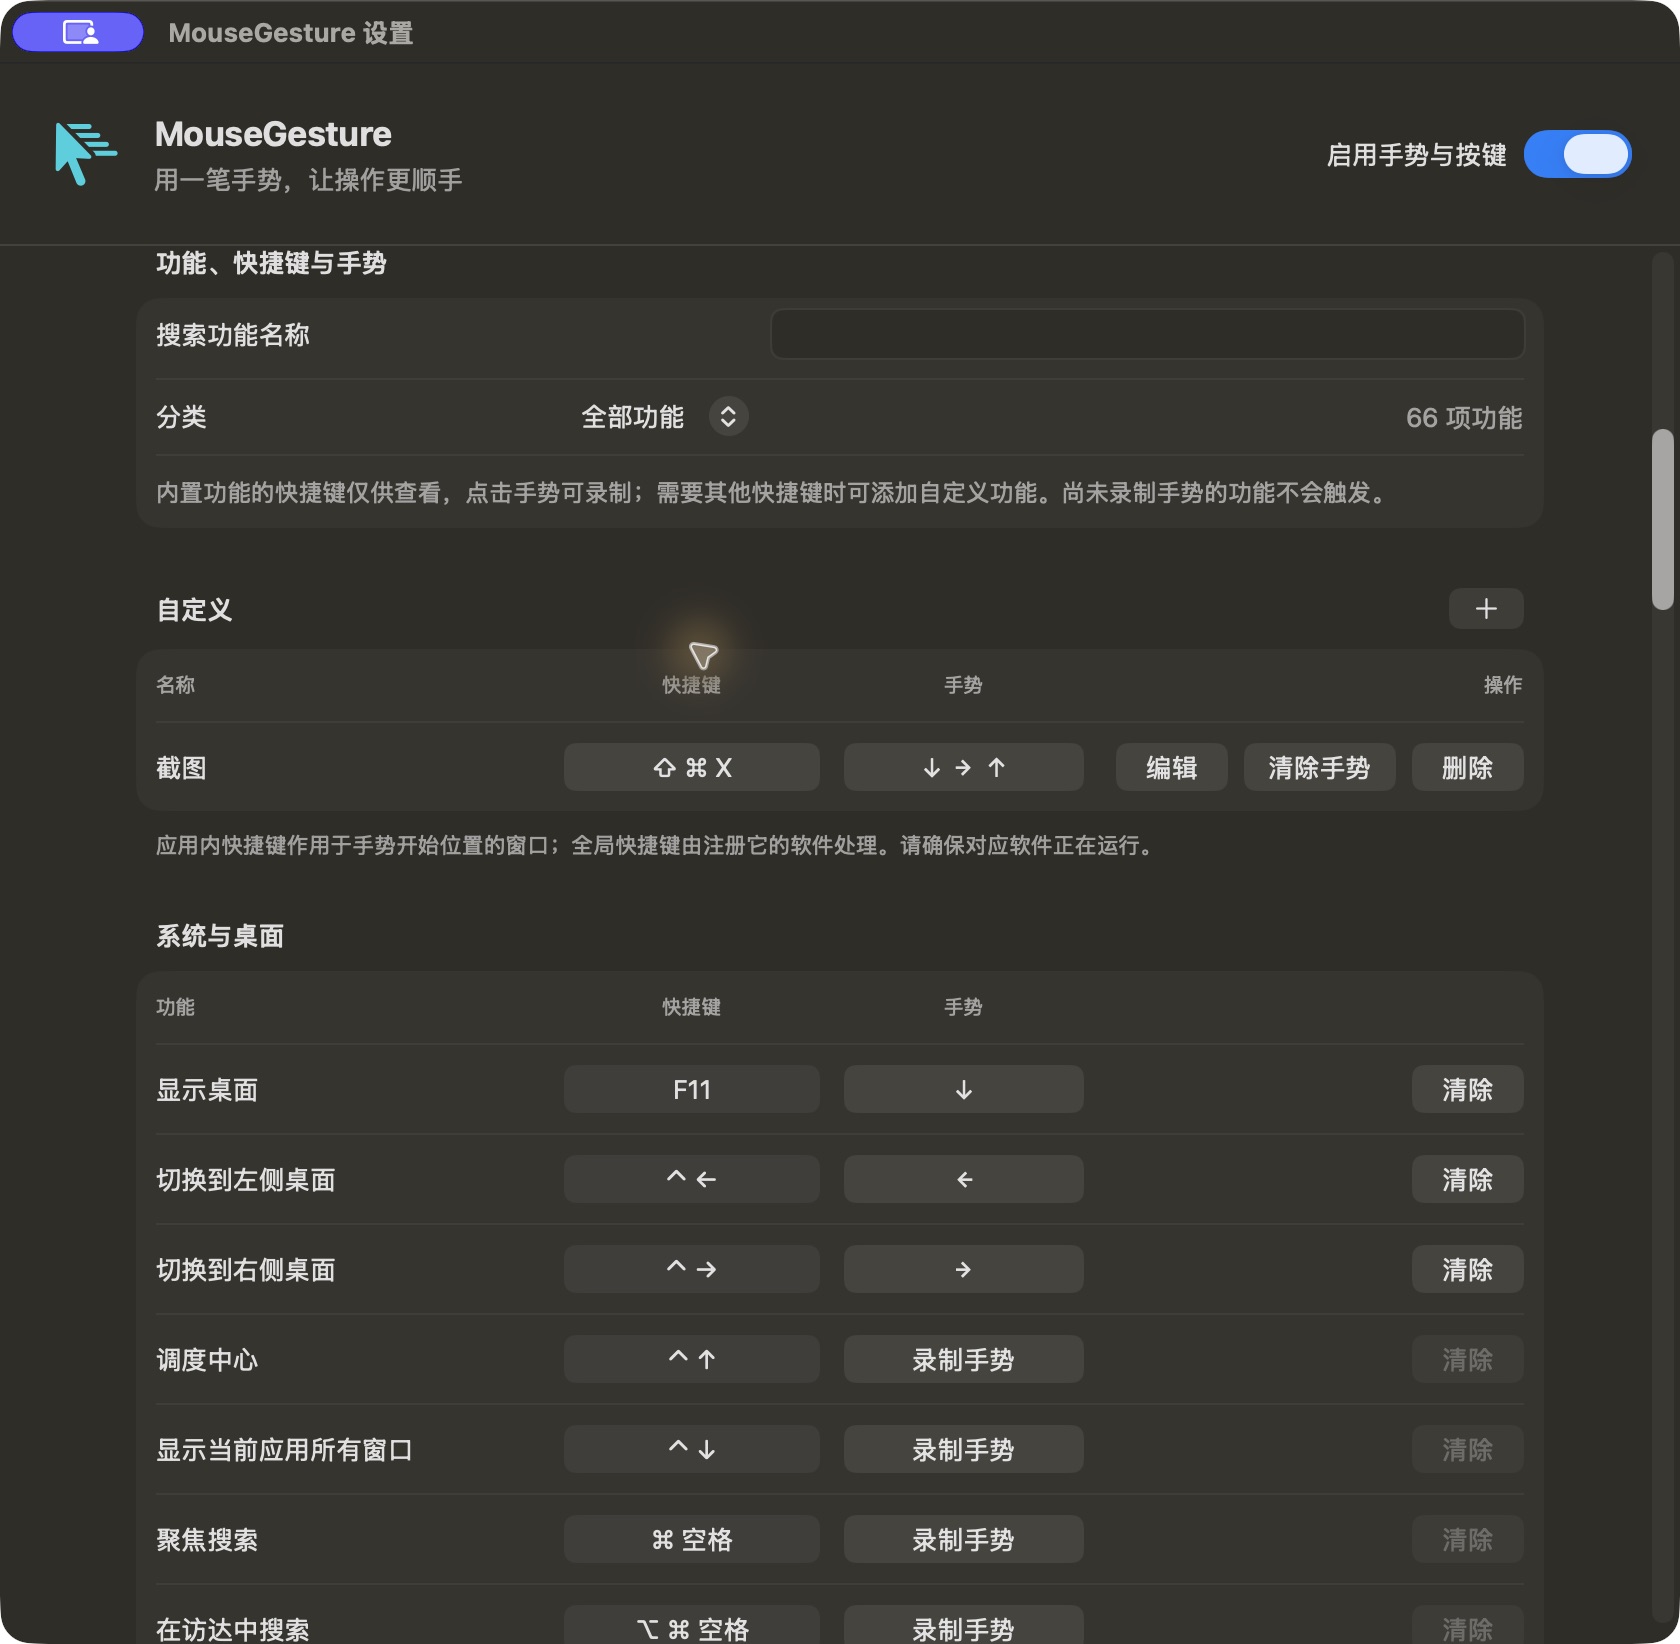 MouseGesture 设置
MouseGesture
用一笔手势，让操作更顺手
启用手势与按键
功能、快捷键与手势
搜索功能名称
分类 全部功能 66 项功能
内置功能的快捷键仅供查看，点击手势可录制；需要其他快捷键时可添加自定义功能。尚未录制手势的功能不会触发。
自定义 +
名称 快捷键 手势 操作
截图 ⇧ ⌘ X ↓ → ↑ 编辑 清除手势 删除
应用内快捷键作用于手势开始位置的窗口；全局快捷键由注册它的软件处理。请确保对应软件正在运行。
系统与桌面
功能 快捷键 手势
显示桌面 F11 ↓ 清除
切换到左侧桌面 ^ ← ← 清除
切换到右侧桌面 ^ → → 清除
调度中心 ^ ↑ 录制手势 清除
显示当前应用所有窗口 ^ ↓ 录制手势 清除
聚焦搜索 ⌘ 空格 录制手势 清除
在访达中搜索 ⌥ ⌘ 空格 录制手势 清除